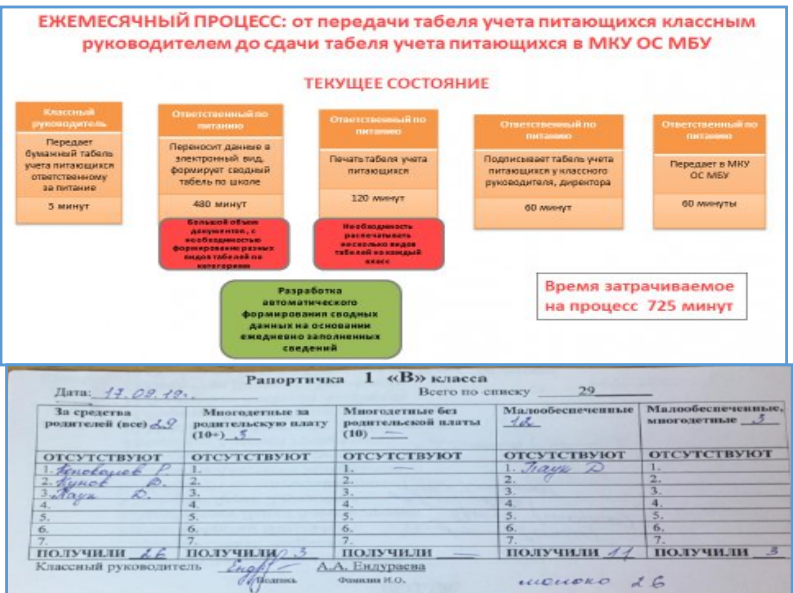 ЕЖЕМЕСЯЧНЫЙ ПРОЦЕСС: от передачи табеля учета питающихся классным
руководителем до сдачи табеля учета питающихся в МКУ ОС МБУ
ТЕКУЩЕЕ СОСТОЯНИЕ
Классный
руководитель
Передает
бумажный табель
учета питающихся
ответственному
за питание
5 минут
Ответственный по
питанию
Переносит данные в
электронный вид,
формирует сводный
табель по школе
480 минут
Большой объем
документов, с
необходимостью
формирования разных
видов табелей по
категориям
Ответственный по
питанию
Печать табеля учета
питающихся
120 минут
Необходимость
распечатывать
несколько видов
табелей на каждый
класс
Ответственный по
питанию
Подписывает табель учета
питающихся у классного
руководителя, директора
60 минут
Ответственный по
питанию
Передает в МКУ
ОС МБУ
60 минуты
Разработка
автоматического
формирования сводных
данных на основании
ежедневно заполненных
сведений
Время затрачиваемое
на процесс 725 минут
Рапортичка 1 «В» класса
Дата: 17.09.19. Всего по списку 29
За средства
родителей (все) 29
ОТСУТСТВУЮТ
1. Коновалов Р
2. В.
3. Паук D.
4.
5.
6.
7.
ПОЛУЧИЛИ 26
Многодетные за
родительскую плату
(10+) 3
ОТСУТСТВУЮТ
1.
2.
3.
4.
5.
6.
7.
ПОЛУЧИЛИ 3
Многодетные без
родительской платы
(10) —
ОТСУТСТВУЮТ
1. —
2.
3.
4.
5.
6.
7.
ПОЛУЧИЛИ —
Малообеспеченные
12
ОТСУТСТВУЮТ
1. Паук D
2.
3.
4.
5.
6.
7.
ПОЛУЧИЛИ 11
Малообеспеченные,
многодетные 3
ОТСУТСТВУЮТ
1.
2.
3.
4.
5.
6.
7.
ПОЛУЧИЛИ 3
Классный руководитель А.А. Ендураева
Подпись Фамилия И.О.
молоко 26